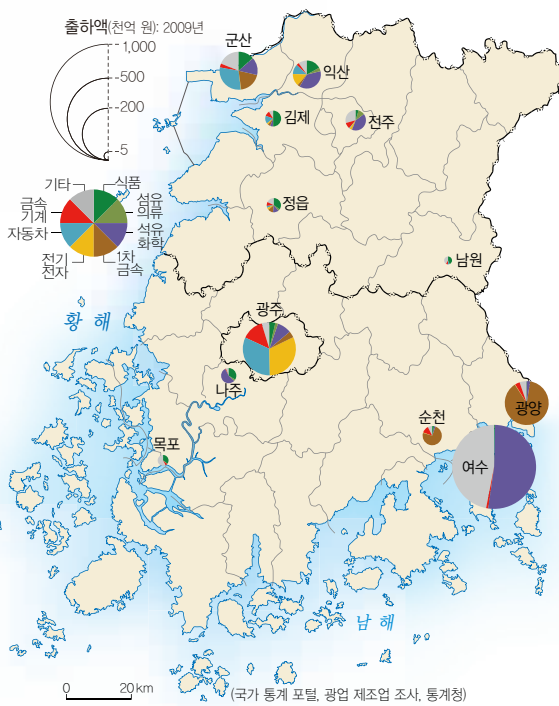 출하액(천억 원): 2009년
1,000
500
200
5
기타
식품
금속
기계
섬유
의류
자동차
석유
화학
전기
전자
1차
금속
군산
익산
김제
전주
정읍
남원
황 해
광주
나주
목포
순천
광양
여수
남 해
0 20km
(국가 통계 포털, 광업 제조업 조사, 통계청)